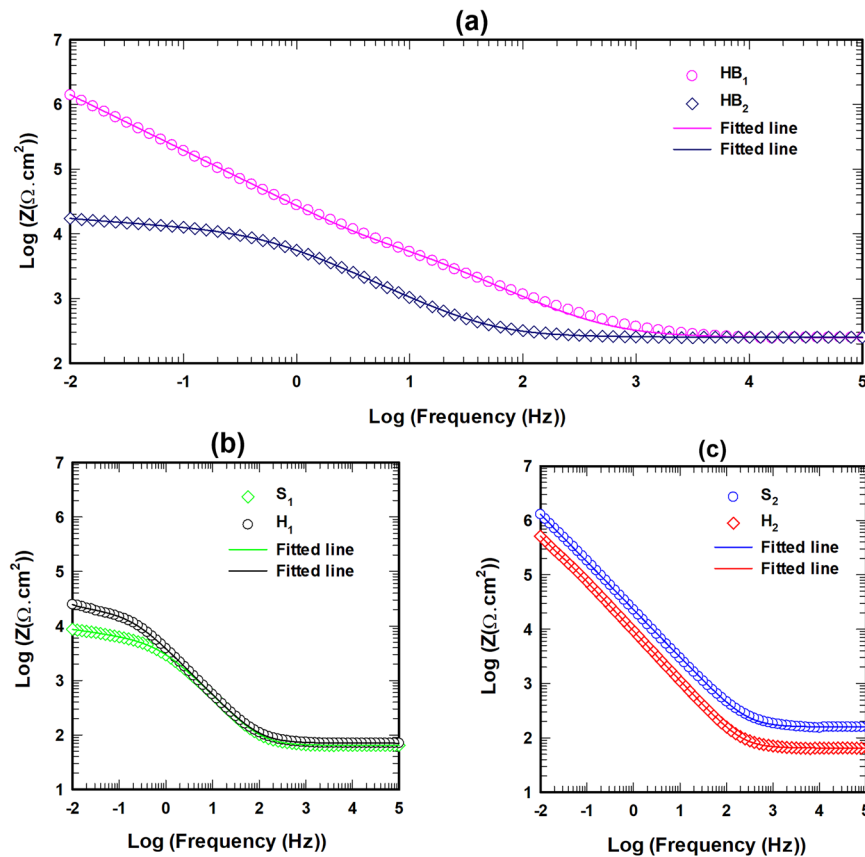 (a)
7
6
5
4
3
2
Log (Z(Ω.cm²))
HB₁
HB₂
Fitted line
Fitted line
-2 -1 0 1 2 3 4 5
Log (Frequency (Hz))
(b)
7
6
5
4
3
2
1
Log (Z(Ω.cm²))
S₁
H₁
Fitted line
Fitted line
-2 -1 0 1 2 3 4 5
Log (Frequency (Hz))
(c)
7
6
5
4
3
2
1
Log (Z(Ω.cm²))
S₂
H₂
Fitted line
Fitted line
-2 -1 0 1 2 3 4 5
Log (Frequency (Hz))